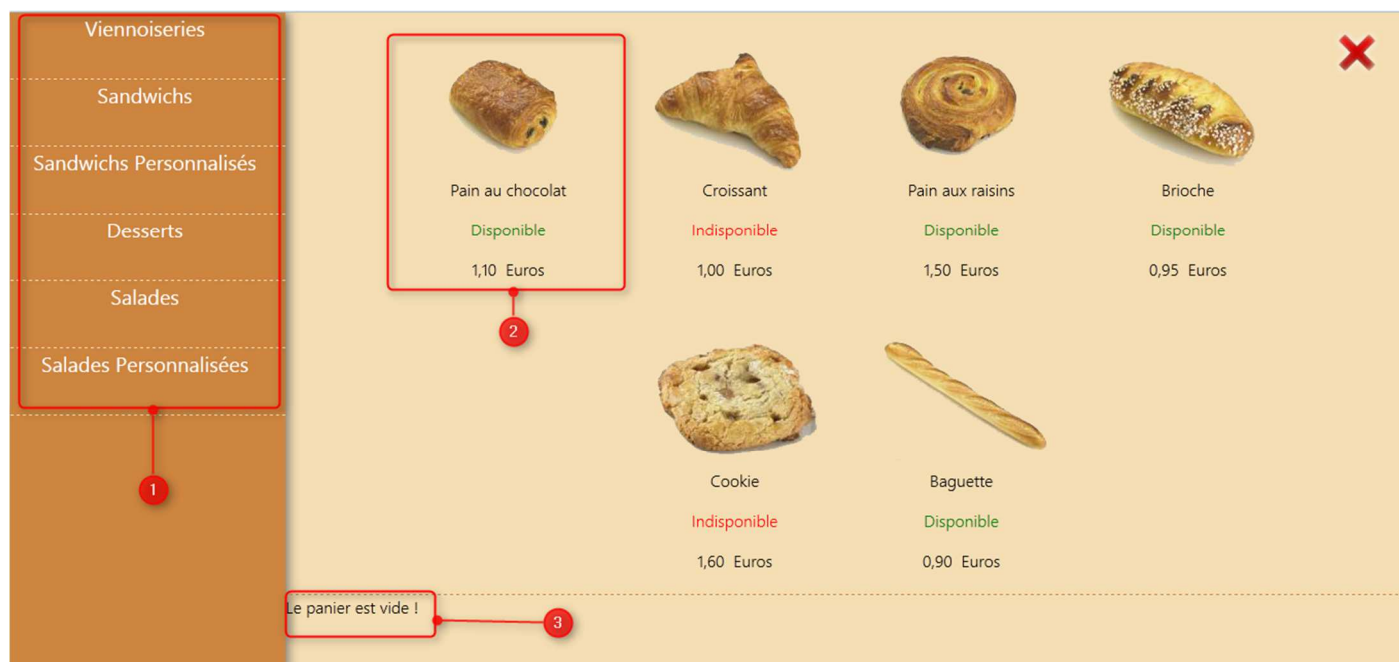 Viennoiseries
Sandwichs
Sandwichs Personnalisés
Desserts
Salades
Salades Personnalisées
1
Pain au chocolat
Disponible
1,10 Euros
2
Croissant
Indisponible
1,00 Euros
Pain aux raisins
Disponible
1,50 Euros
Brioche
Disponible
0,95 Euros
Cookie
Indisponible
1,60 Euros
Baguette
Disponible
0,90 Euros
Le panier est vide !
3